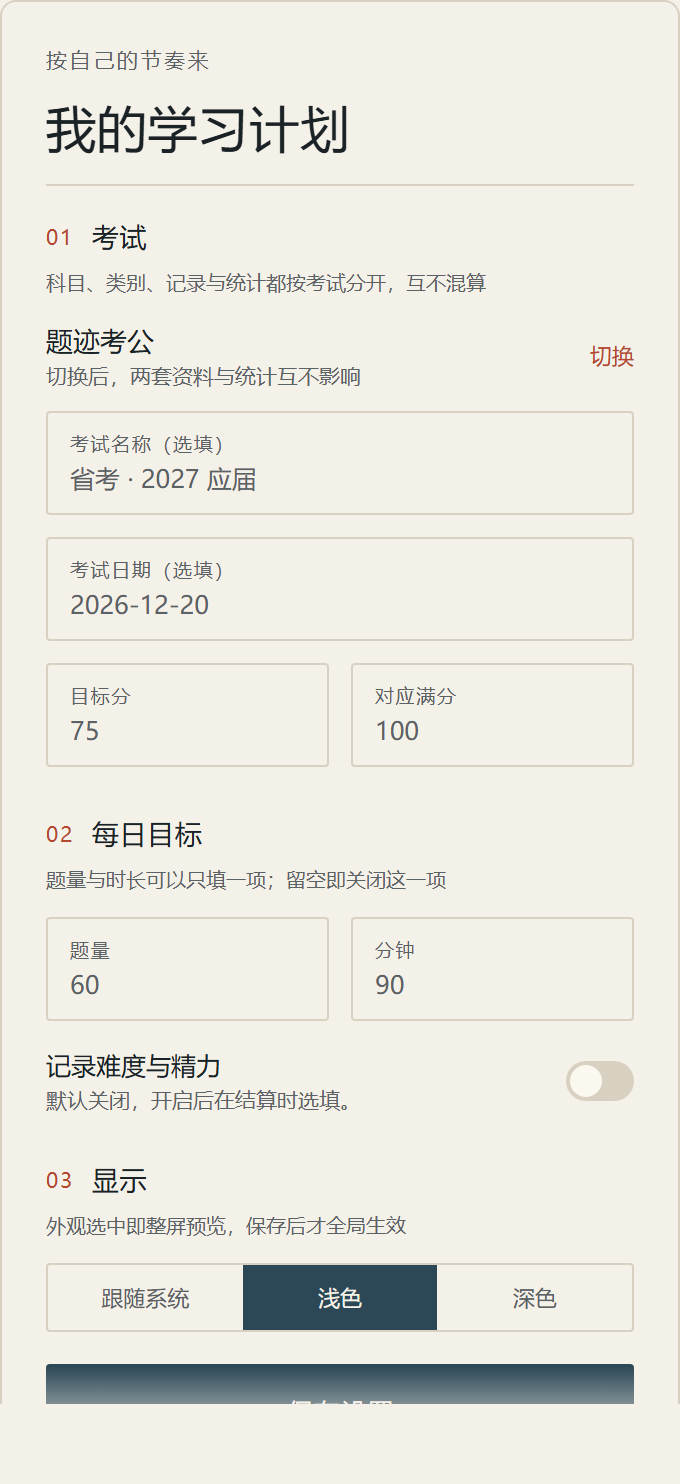 按自己的节奏来
我的学习计划
01 考试
科目、类别、记录与统计都按考试分开，互不混算
题迹考公
切换后，两套资料与统计互不影响
切换
考试名称（选填）
省考 · 2027 应届
考试日期（选填）
2026-12-20
目标分
75
对应满分
100
02 每日目标
题量与时长可以只填一项；留空即关闭这一项
题量
60
分钟
90
记录难度与精力
默认关闭，开启后在结算时选填。
03 显示
外观选中即整屏预览，保存后才全局生效
跟随系统
浅色
深色